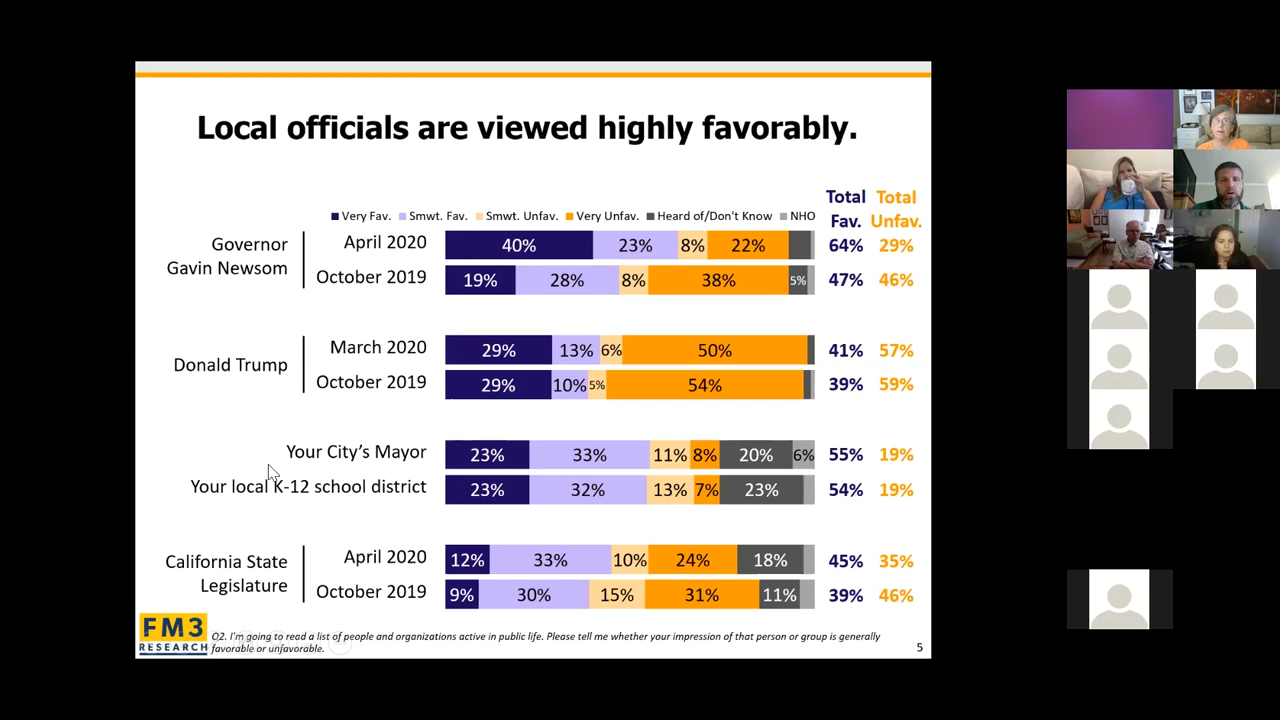 Local officials are viewed highly favorably.
Total Total
Fav. Unfav.
Very Fav. Smwt. Fav. Smwt. Unfav. Very Unfav. Heard of/Don't Know NHO
Governor
Gavin Newsom
April 2020 40% 23% 8% 22% 64% 29%
October 2019 19% 28% 8% 38% 5% 47% 46%
Donald Trump
March 2020 29% 13% 6% 50% 41% 57%
October 2019 29% 10% 5% 54% 39% 59%
Your City's Mayor 23% 33% 11% 8% 20% 6% 55% 19%
Your local K-12 school district 23% 32% 13% 7% 23% 54% 19%
California State
Legislature
April 2020 12% 33% 10% 24% 18% 45% 35%
October 2019 9% 30% 15% 31% 11% 39% 46%
FM3
RESEARCH
Q2. I'm going to read a list of people and organizations active in public life. Please tell me whether your impression of that person or group is generally
favorable or unfavorable.
5